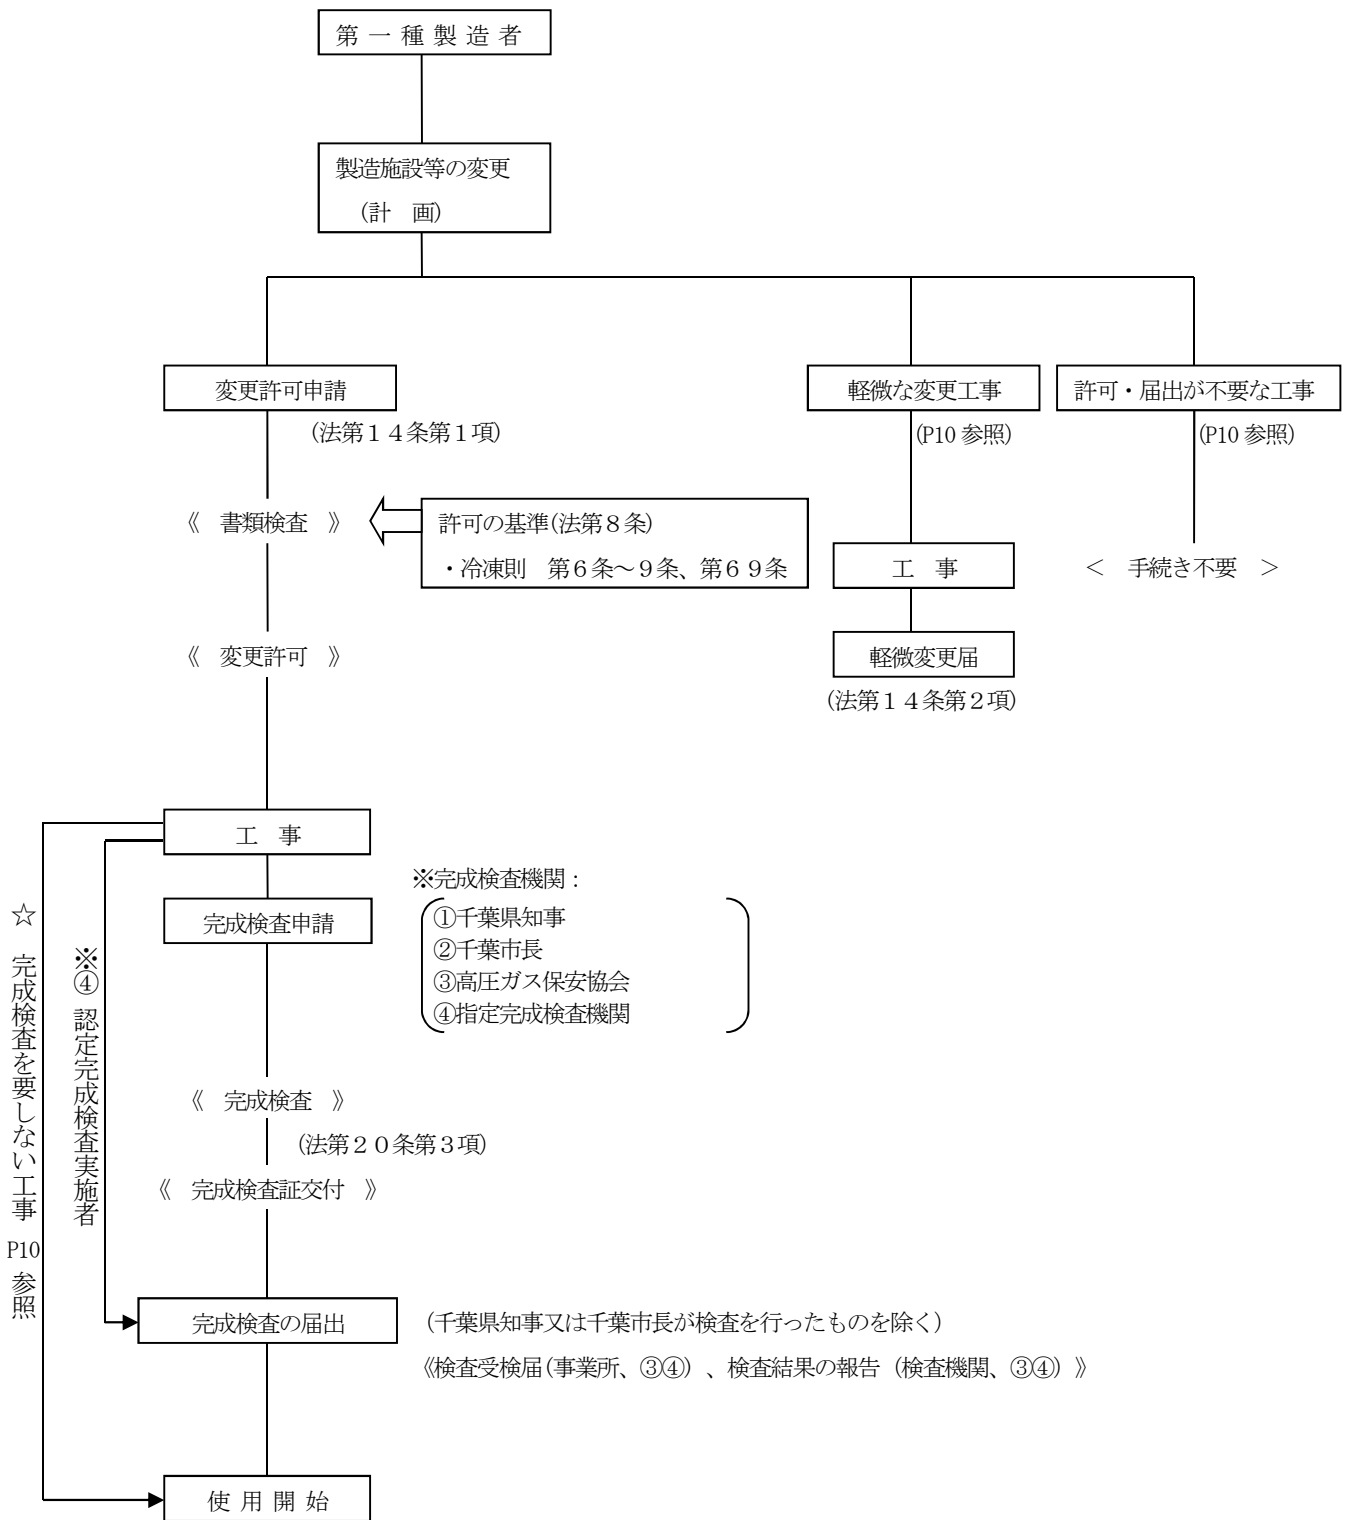 第一種製造者
製造施設等の変更
(計　画)
変更許可申請
(法第１４条第１項)
軽微な変更工事
(P10 参照)
許可・届出が不要な工事
(P10 参照)
《　書類検査　》
許可の基準(法第８条)
・冷凍則　第６条～９条、第６９条
工　事
＜　手続き不要　＞
《　変更許可　》
軽微変更届
(法第１４条第２項)
工　事
※完成検査機関：
完成検査申請
①千葉県知事
②千葉市長
③高圧ガス保安協会
④指定完成検査機関
☆　完成検査を要しない工事　P10 参照
※④ 認定完成検査実施者
《　完成検査　》
(法第２０条第３項)
《　完成検査証交付　》
完成検査の届出
(千葉県知事又は千葉市長が検査を行ったものを除く)
《検査受検届(事業所、③④) 、検査結果の報告 (検査機関、③④) 》
使用開始